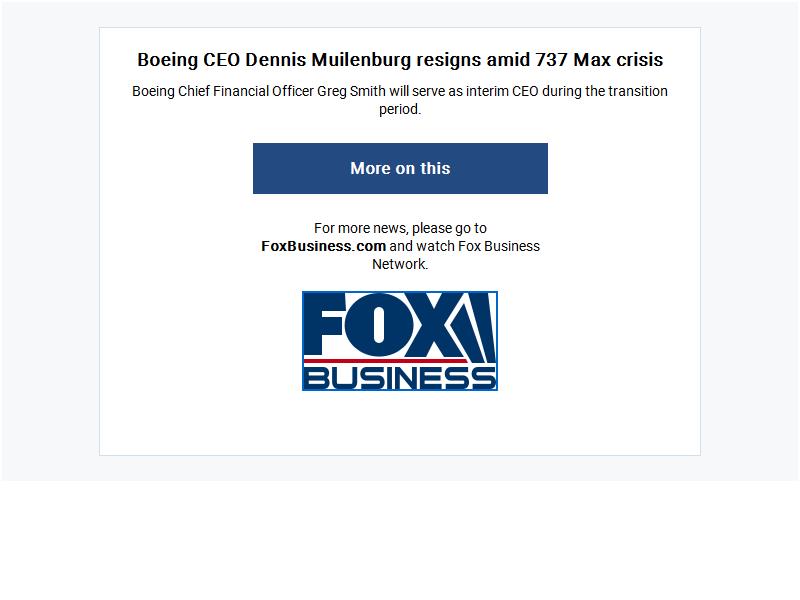 Boeing CEO Dennis Muilenburg resigns amid 737 Max crisis
Boeing Chief Financial Officer Greg Smith will serve as interim CEO during the transition
period.
More on this
For more news, please go to
FoxBusiness.com and watch Fox Business
Network.
FOX
BUSINESS